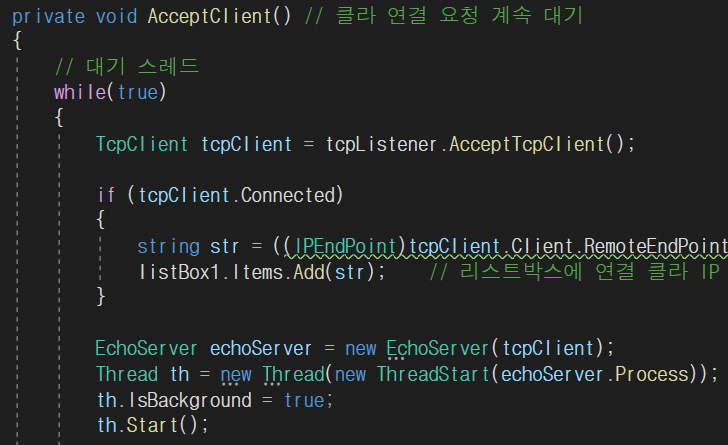 private void AcceptClient() // 클라 연결 요청 계속 대기
{
// 대기 스레드
while(true)
{
TcpClient tcpClient = tcpListener.AcceptTcpClient();
if (tcpClient.Connected)
{
string str = ((IPEndPoint)tcpClient.Client.RemoteEndPoint
listBox1.Items.Add(str); // 리스트박스에 연결 클라 IP
}
EchoServer echoServer = new EchoServer(tcpClient);
Thread th = new Thread(new ThreadStart(echoServer.Process));
th.IsBackground = true;
th.Start();